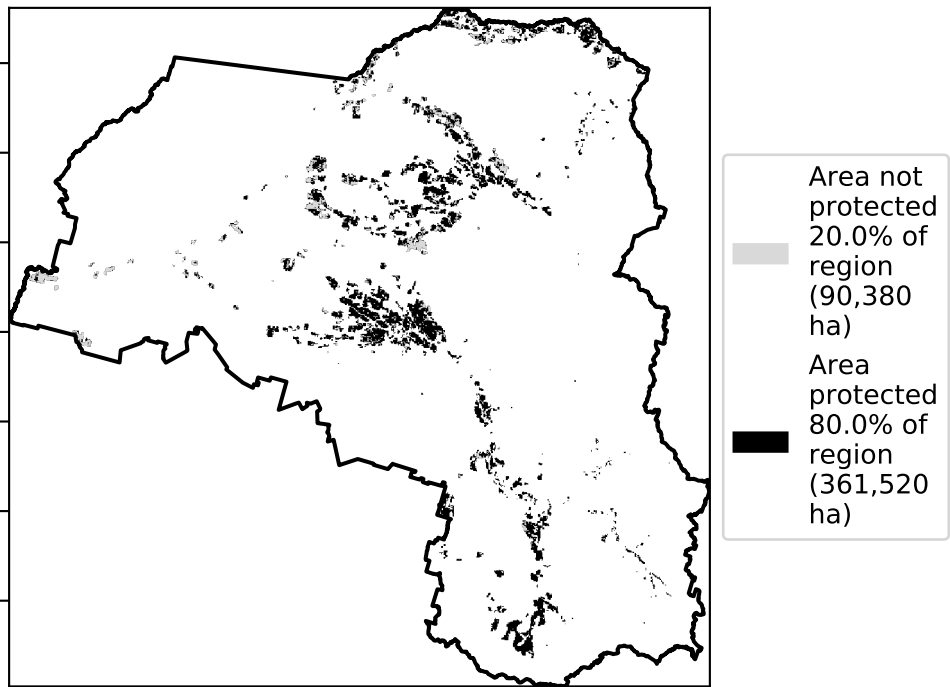 Area not
protected
20.0% of
region
(90,380
ha)
Area
protected
80.0% of
region
(361,520
ha)